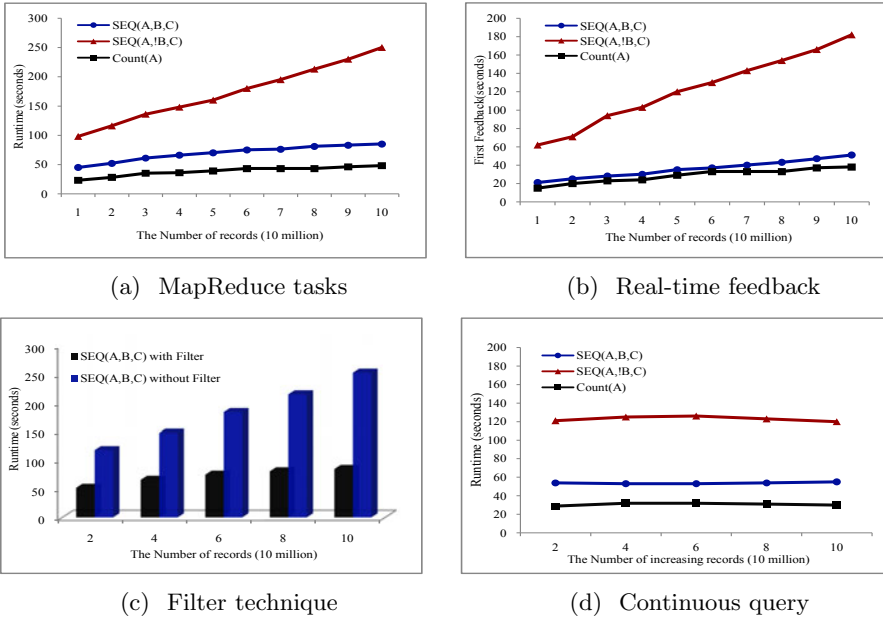 300
250
200
150
100
50
0
Runtime (seconds)
SEQ(A,B,C)
SEQ(A,!B,C)
Count(A)
1 2 3 4 5 6 7 8 9 10
The Number of records (10 million)
(a) MapReduce tasks
200
180
160
140
120
100
80
60
40
20
0
First Feedback(seconds)
SEQ(A,B,C)
SEQ(A,!B,C)
Count(A)
1 2 3 4 5 6 7 8 9 10
The Number of records (10 million)
(b) Real-time feedback
300
250
200
150
100
50
0
Runtime (seconds)
SEQ(A,B,C) with Filter
SEQ(A,B,C) without Filter
2 4 6 8 10
The Number of records (10 million)
(c) Filter technique
200
180
160
140
120
100
80
60
40
20
0
Runtime (seconds)
SEQ(A,B,C)
SEQ(A,!B,C)
Count(A)
2 4 6 8 10
The Number of increasing records (10 million)
(d) Continuous query